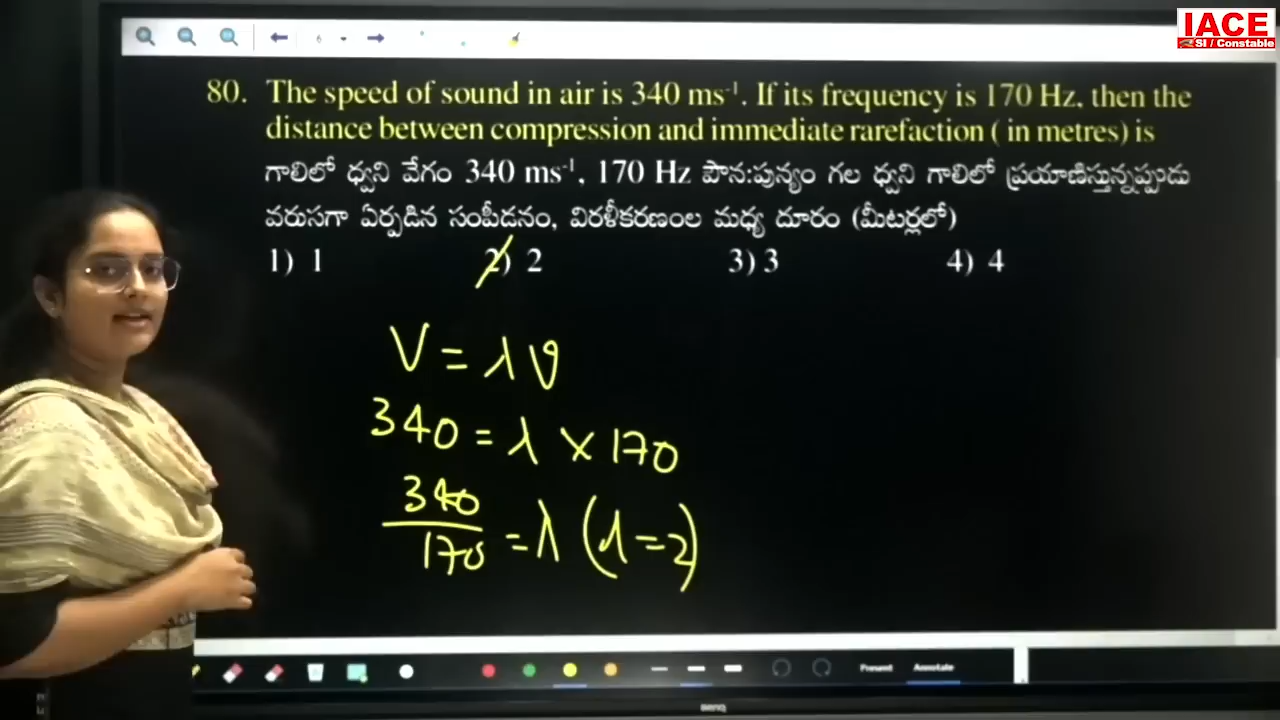 IACE
SI / Constable
6
80. The speed of sound in air is 340 ms⁻¹. If its frequency is 170 Hz, then the
distance between compression and immediate rarefaction ( in metres) is
గాలిలో ధ్వని వేగం 340 ms⁻¹, 170 Hz పౌన:పున్యం గల ధ్వని గాలిలో ప్రయాణిస్తున్నప్పుడు
వరుసగా ఏర్పడిన సంపీడనం, విరళీకరణంల మధ్య దూరం (మీటర్లలో)
1) 1 2) 2 3) 3 4) 4
V = λ ϑ
340 = λ × 170
340/170 = λ (λ = 2)
Present Annotate
BenQ